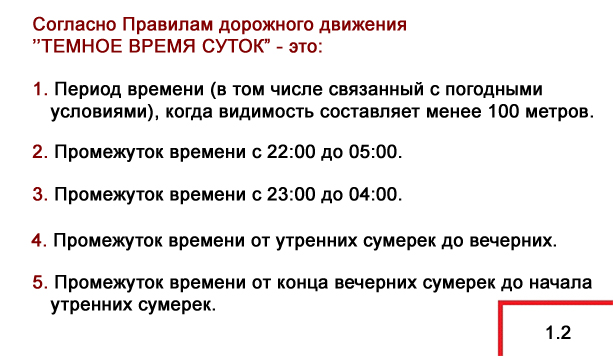 Согласно Правилам дорожного движения
”ТЕМНОЕ ВРЕМЯ СУТОК” - это:
1. Период времени (в том числе связанный с погодными
условиями), когда видимость составляет менее 100 метров.
2. Промежуток времени с 22:00 до 05:00.
3. Промежуток времени с 23:00 до 04:00.
4. Промежуток времени от утренних сумерек до вечерних.
5. Промежуток времени от конца вечерних сумерек до начала
утренних сумерек.
1.2